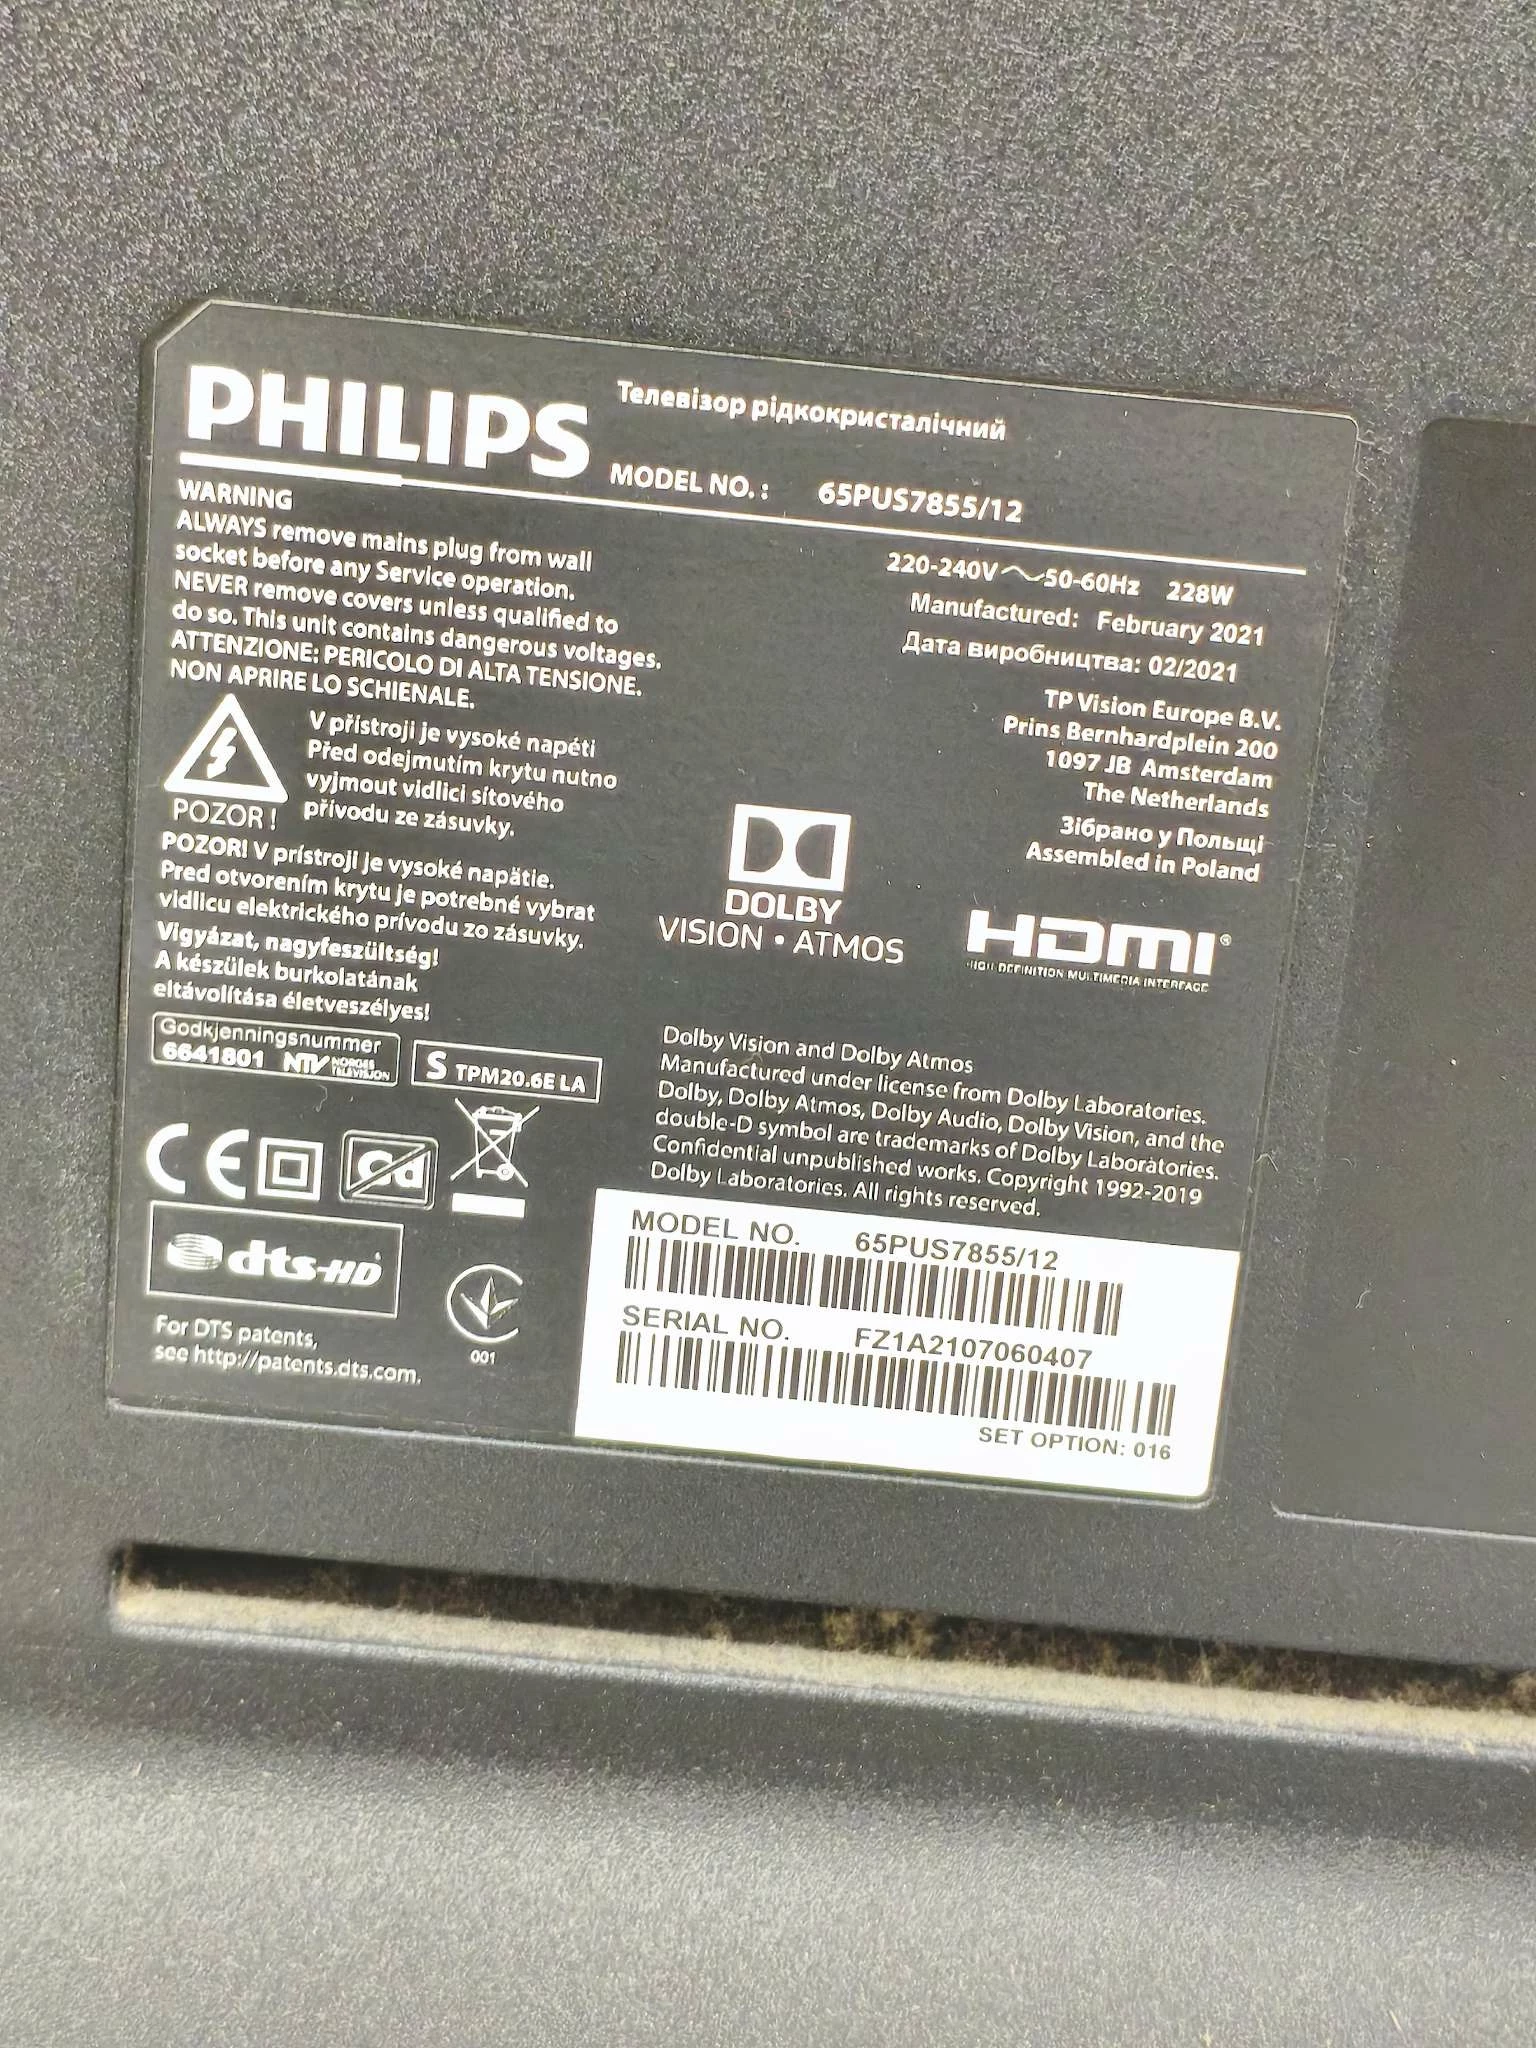 PHILIPS
Телевізор рідкокристалічний
MODEL NO. : 65PUS7855/12
WARNING
ALWAYS remove mains plug from wall
socket before any Service operation.
NEVER remove covers unless qualified to
do so. This unit contains dangerous voltages.
ATTENZIONE: PERICOLO DI ALTA TENSIONE.
NON APRIRE LO SCHIENALE.
V přístroji je vysoké napětí
Před odejmutím krytu nutno
vyjmout vidlici síťového
přívodu ze zásuvky.
POZOR !
POZOR! V prístroji je vysoké napätie.
Pred otvorením krytu je potrebné vybrat
vidlicu elektrického prívodu zo zásuvky.
Vigyázat, nagyfeszültség!
A készülek burkolatának
eltávolítása életveszélyes!
Godkjenningsnummer
6641801 NTV NORGES
TELEVISJON
S TPM20.6E LA
CE
Cd
dts-HD
001
For DTS patents,
see http://patents.dts.com.
220-240V 50-60Hz 228W
Manufactured: February 2021
Дата виробництва: 02/2021
TP Vision Europe B.V.
Prins Bernhardplein 200
1097 JB Amsterdam
The Netherlands
Зібрано у Польщі
Assembled in Poland
DOLBY
VISION • ATMOS
HDMI®
HIGH DEFINITION MULTIMEDIA INTERFACE
Dolby Vision and Dolby Atmos
Manufactured under license from Dolby Laboratories.
Dolby, Dolby Atmos, Dolby Audio, Dolby Vision, and the
double-D symbol are trademarks of Dolby Laboratories.
Confidential unpublished works. Copyright 1992-2019
Dolby Laboratories. All rights reserved.
MODEL NO. 65PUS7855/12
SERIAL NO. FZ1A2107060407
SET OPTION: 016